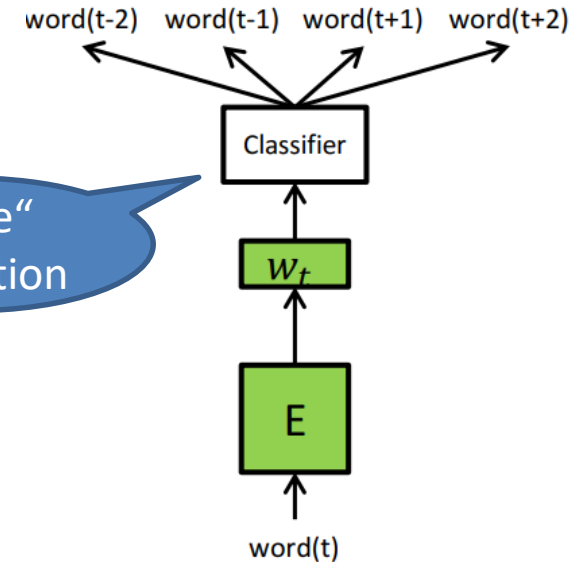 word(t-2) word(t-1) word(t+1) word(t+2)
Classifier
e“
tion
w_t
E
word(t)